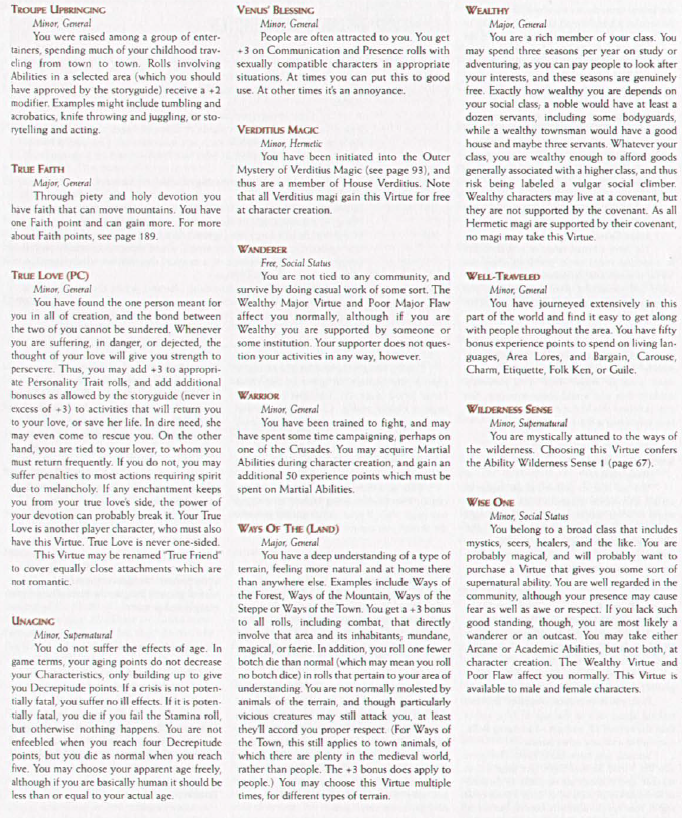 TROUPE UPBRINGING
Minor, General
You were raised among a group of enter-
tainers, spending much of your childhood trav-
eling from town to town. Rolls involving
Abilities in a selected area (which you should
have approved by the storyguide) receive a +2
modifier. Examples might include tumbling and
acrobatics, knife throwing and juggling, or sto-
rytelling and acting.
TRUE FAITH
Major, General
Through piety and holy devotion you
have faith that can move mountains. You have
one Faith point and can gain more. For more
about Faith points, see page 189.
TRUE LOVE (PC)
Minor, General
You have found the one person meant for
you in all of creation, and the bond between
the two of you cannot be sundered. Whenever
you are suffering, in danger, or dejected, the
thought of your love will give you strength to
persevere. Thus, you may add +3 to appropri-
ate Personality Trait rolls, and add additional
bonuses as allowed by the storyguide (never in
excess of +3) to activities that will return you
to your love, or save her life. In dire need, she
may even come to rescue you. On the other
hand, you are tied to your lover, to whom you
must return frequently. If you do not, you may
suffer penalties to most actions requiring spirit
due to melancholy. If any enchantment keeps
you from your true love's side, the power of
your devotion can probably break it. Your True
Love is another player character, who must also
have this Virtue. True Love is never one-sided.
This Virtue may be renamed "True Friend"
to cover equally close attachments which are
not romantic.
UNAGING
Minor, Supernatural
You do not suffer the effects of age. In
game terms, your aging points do not decrease
your Characteristics, only building up to give
you Decrepitude points. If a crisis is not poten-
tially fatal, you suffer no ill effects. If it is poten-
tially fatal, you die if you fail the Stamina roll,
but otherwise nothing happens. You are not
enfeebled when you reach four Decrepitude
points, but you die as normal when you reach
five. You may choose your apparent age freely,
although if you are basically human it should be
less than or equal to your actual age.
VENUS' BLESSING
Minor, General
People are often attracted to you. You get
+3 on Communication and Presence rolls with
sexually compatible characters in appropriate
situations. At times you can put this to good
use. At other times it's an annoyance.
VERDITIUS MAGIC
Minor, Hermetic
You have been initiated into the Outer
Mystery of Verditius Magic (see page 93), and
thus are a member of House Verditius. Note
that all Verditius magi gain this Virtue for free
at character creation.
WANDERER
Free, Social Status
You are not tied to any community, and
survive by doing casual work of some sort. The
Wealthy Major Virtue and Poor Major Flaw
affect you normally, although if you are
Wealthy you are supported by someone or
some institution. Your supporter does not ques-
tion your activities in any way, however.
WARRIOR
Minor, General
You have been trained to fight, and may
have spent some time campaigning, perhaps on
one of the Crusades. You may acquire Martial
Abilities during character creation, and gain an
additional 50 experience points which must be
spent on Martial Abilities.
WAYS OF THE (LAND)
Major, General
You have a deep understanding of a type of
terrain, feeling more natural and at home there
than anywhere else. Examples include Ways of
the Forest, Ways of the Mountain, Ways of the
Steppe or Ways of the Town. You get a +3 bonus
to all rolls, including combat, that directly
involve that area and its inhabitants; mundane,
magical, or faerie. In addition, you roll one fewer
botch die than normal (which may mean you roll
no botch dice) in rolls that pertain to your area of
understanding. You are not normally molested by
animals of the terrain, and though particularly
vicious creatures may still attack you, at least
they'll accord you proper respect. (For Ways of
the Town, this still applies to town animals, of
which there are plenty in the medieval world,
rather than people. The +3 bonus does apply to
people.) You may choose this Virtue multiple
times, for different types of terrain.
WEALTHY
Major, General
You are a rich member of your class. You
may spend three seasons per year on study or
adventuring, as you can pay people to look after
your interests, and these seasons are genuinely
free. Exactly how wealthy you are depends on
your social class; a noble would have at least a
dozen servants, including some bodyguards,
while a wealthy townsman would have a good
house and maybe three servants. Whatever your
class, you are wealthy enough to afford goods
generally associated with a higher class, and thus
risk being labeled a vulgar social climber.
Wealthy characters may live at a covenant, but
they are not supported by the covenant. As all
Hermetic magi are supported by their covenant,
no magi may take this Virtue.
WELL-TRAVELED
Minor, General
You have journeyed extensively in this
part of the world and find it easy to get along
with people throughout the area. You have fifty
bonus experience points to spend on living lan-
guages, Area Lores, and Bargain, Carouse,
Charm, Etiquette, Folk Ken, or Guile.
WILDERNESS SENSE
Minor, Supernatural
You are mystically attuned to the ways of
the wilderness. Choosing this Virtue confers
the Ability Wilderness Sense 1 (page 67).
WISE ONE
Minor, Social Status
You belong to a broad class that includes
mystics, seers, healers, and the like. You are
probably magical, and will probably want to
purchase a Virtue that gives you some sort of
supernatural ability. You are well regarded in the
community, although your presence may cause
fear as well as awe or respect. If you lack such
good standing, though, you are most likely a
wanderer or an outcast. You may take either
Arcane or Academic Abilities, but not both, at
character creation. The Wealthy Virtue and
Poor Flaw affect you normally. This Virtue is
available to male and female characters.